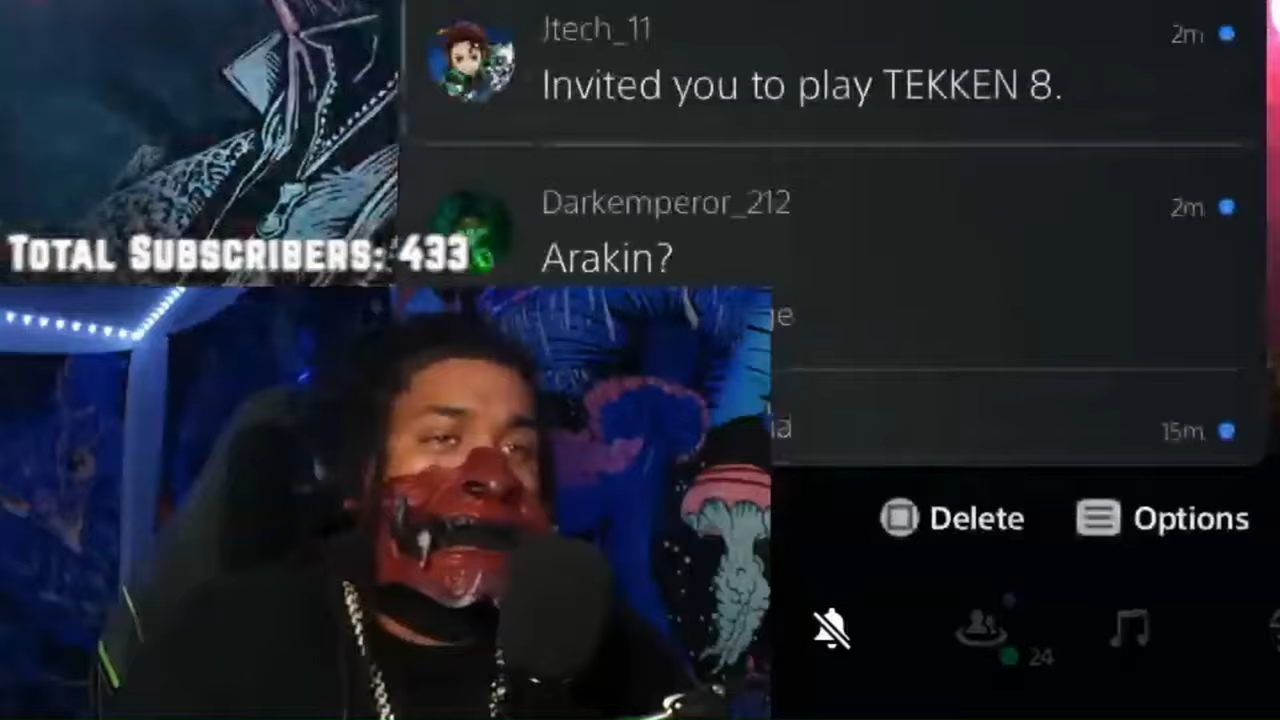 Jtech_11
2m
Invited you to play TEKKEN 8.
Darkemperor_212
2m
Arakin?
TOTAL SUBSCRIBERS: 433
15m
Delete
Options
24